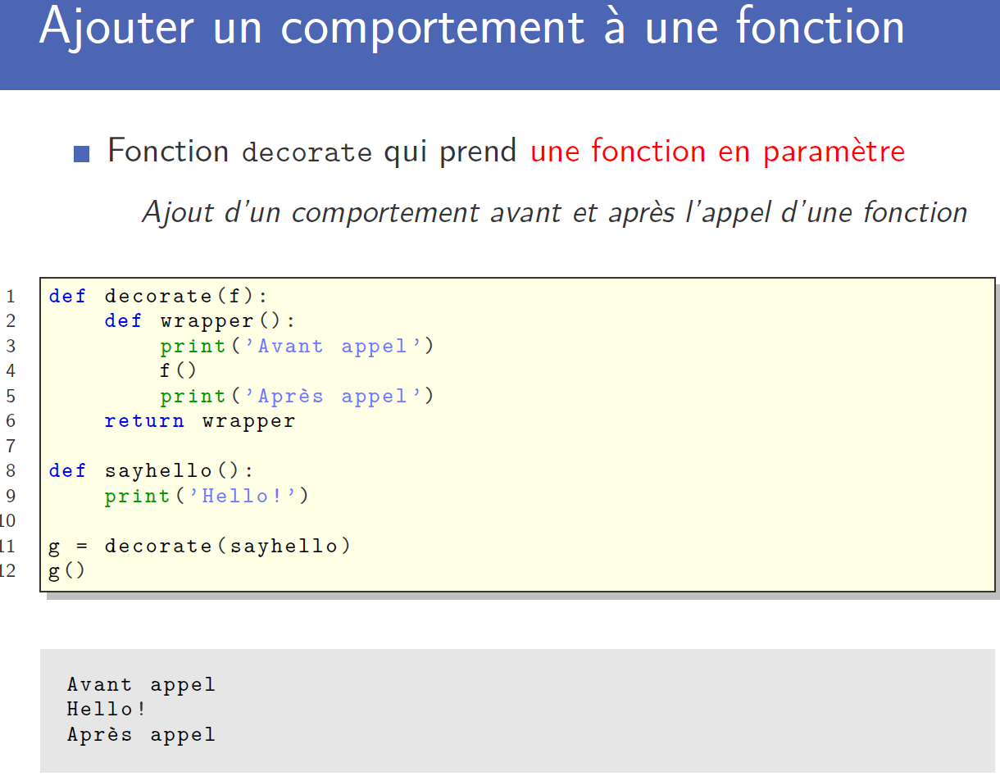 Ajouter un comportement à une fonction
Fonction decorate qui prend une fonction en paramètre
Ajout d'un comportement avant et après l'appel d'une fonction
1 def decorate(f):
2     def wrapper():
3         print('Avant appel')
4         f()
5         print('Après appel')
6     return wrapper
7
8 def sayhello():
9     print('Hello!')
10
11 g = decorate(sayhello)
12 g()
Avant appel
Hello!
Après appel